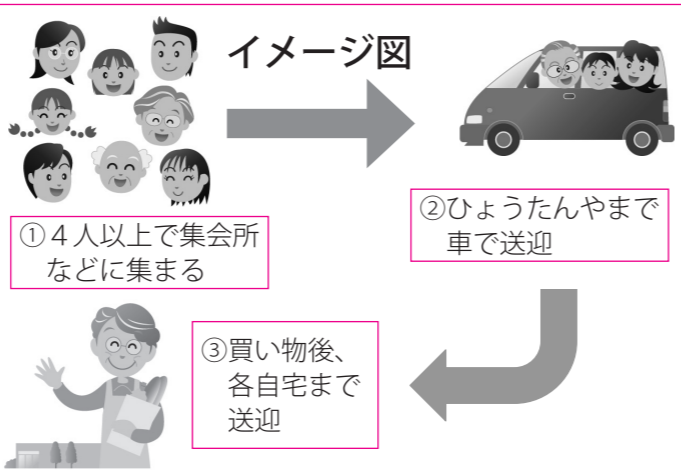 イメージ図
①４人以上で集会所
などに集まる
②ひょうたんやまで
車で送迎
③買い物後、
各自宅まで
送迎